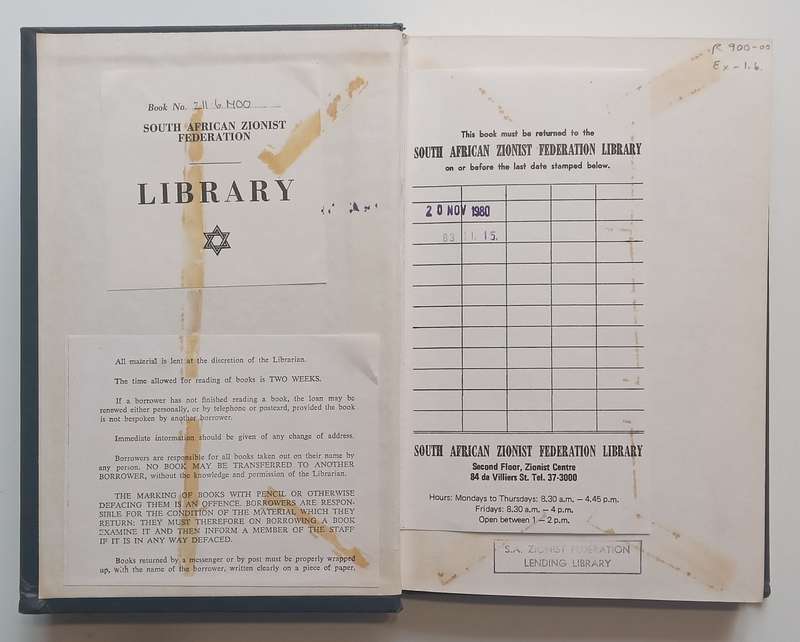 Book No. 211.6 MOO
SOUTH AFRICAN ZIONIST
FEDERATION
LIBRARY
All material is lent at the discretion of the Librarian.
The time allowed for reading of books is TWO WEEKS.
If a borrower has not finished reading a book, the loan may be
renewed either personally, or by telephone or postcard, provided the book
is not bespoken by another borrower.
Immediate information should be given of any change of address.
Borrowers are responsible for all books taken out on their name by
any person. NO BOOK MAY BE TRANSFERRED TO ANOTHER
BORROWER, without the knowledge and permission of the Librarian.
THE MARKING OF BOOKS WITH PENCIL OR OTHERWISE
DEFACING THEM IS AN OFFENCE. BORROWERS ARE RESPON-
SIBLE FOR THE CONDITION OF THE MATERIAL WHICH THEY
RETURN: THEY MUST THEREFORE ON BORROWING A BOOK
EXAMINE IT AND THEN INFORM A MEMBER OF THE STAFF
IF IT IS IN ANY WAY DEFACED.
Books returned by a messenger or by post must be properly wrapped
up, with the name of the borrower, written clearly on a piece of paper,
R 900-00
Ex - 1.b.
This book must be returned to the
SOUTH AFRICAN ZIONIST FEDERATION LIBRARY
on or before the last date stamped below.
20 NOV 1980
83 11. 15.
SOUTH AFRICAN ZIONIST FEDERATION LIBRARY
Second Floor, Zionist Centre
84 de Villiers St. Tel. 37-3000
Hours: Mondays to Thursdays: 8.30 a.m. — 4.45 p.m.
Fridays: 8.30 a.m. — 4 p.m.
Open between 1 — 2 p.m.
S.A. ZIONIST FEDERATION
LENDING LIBRARY